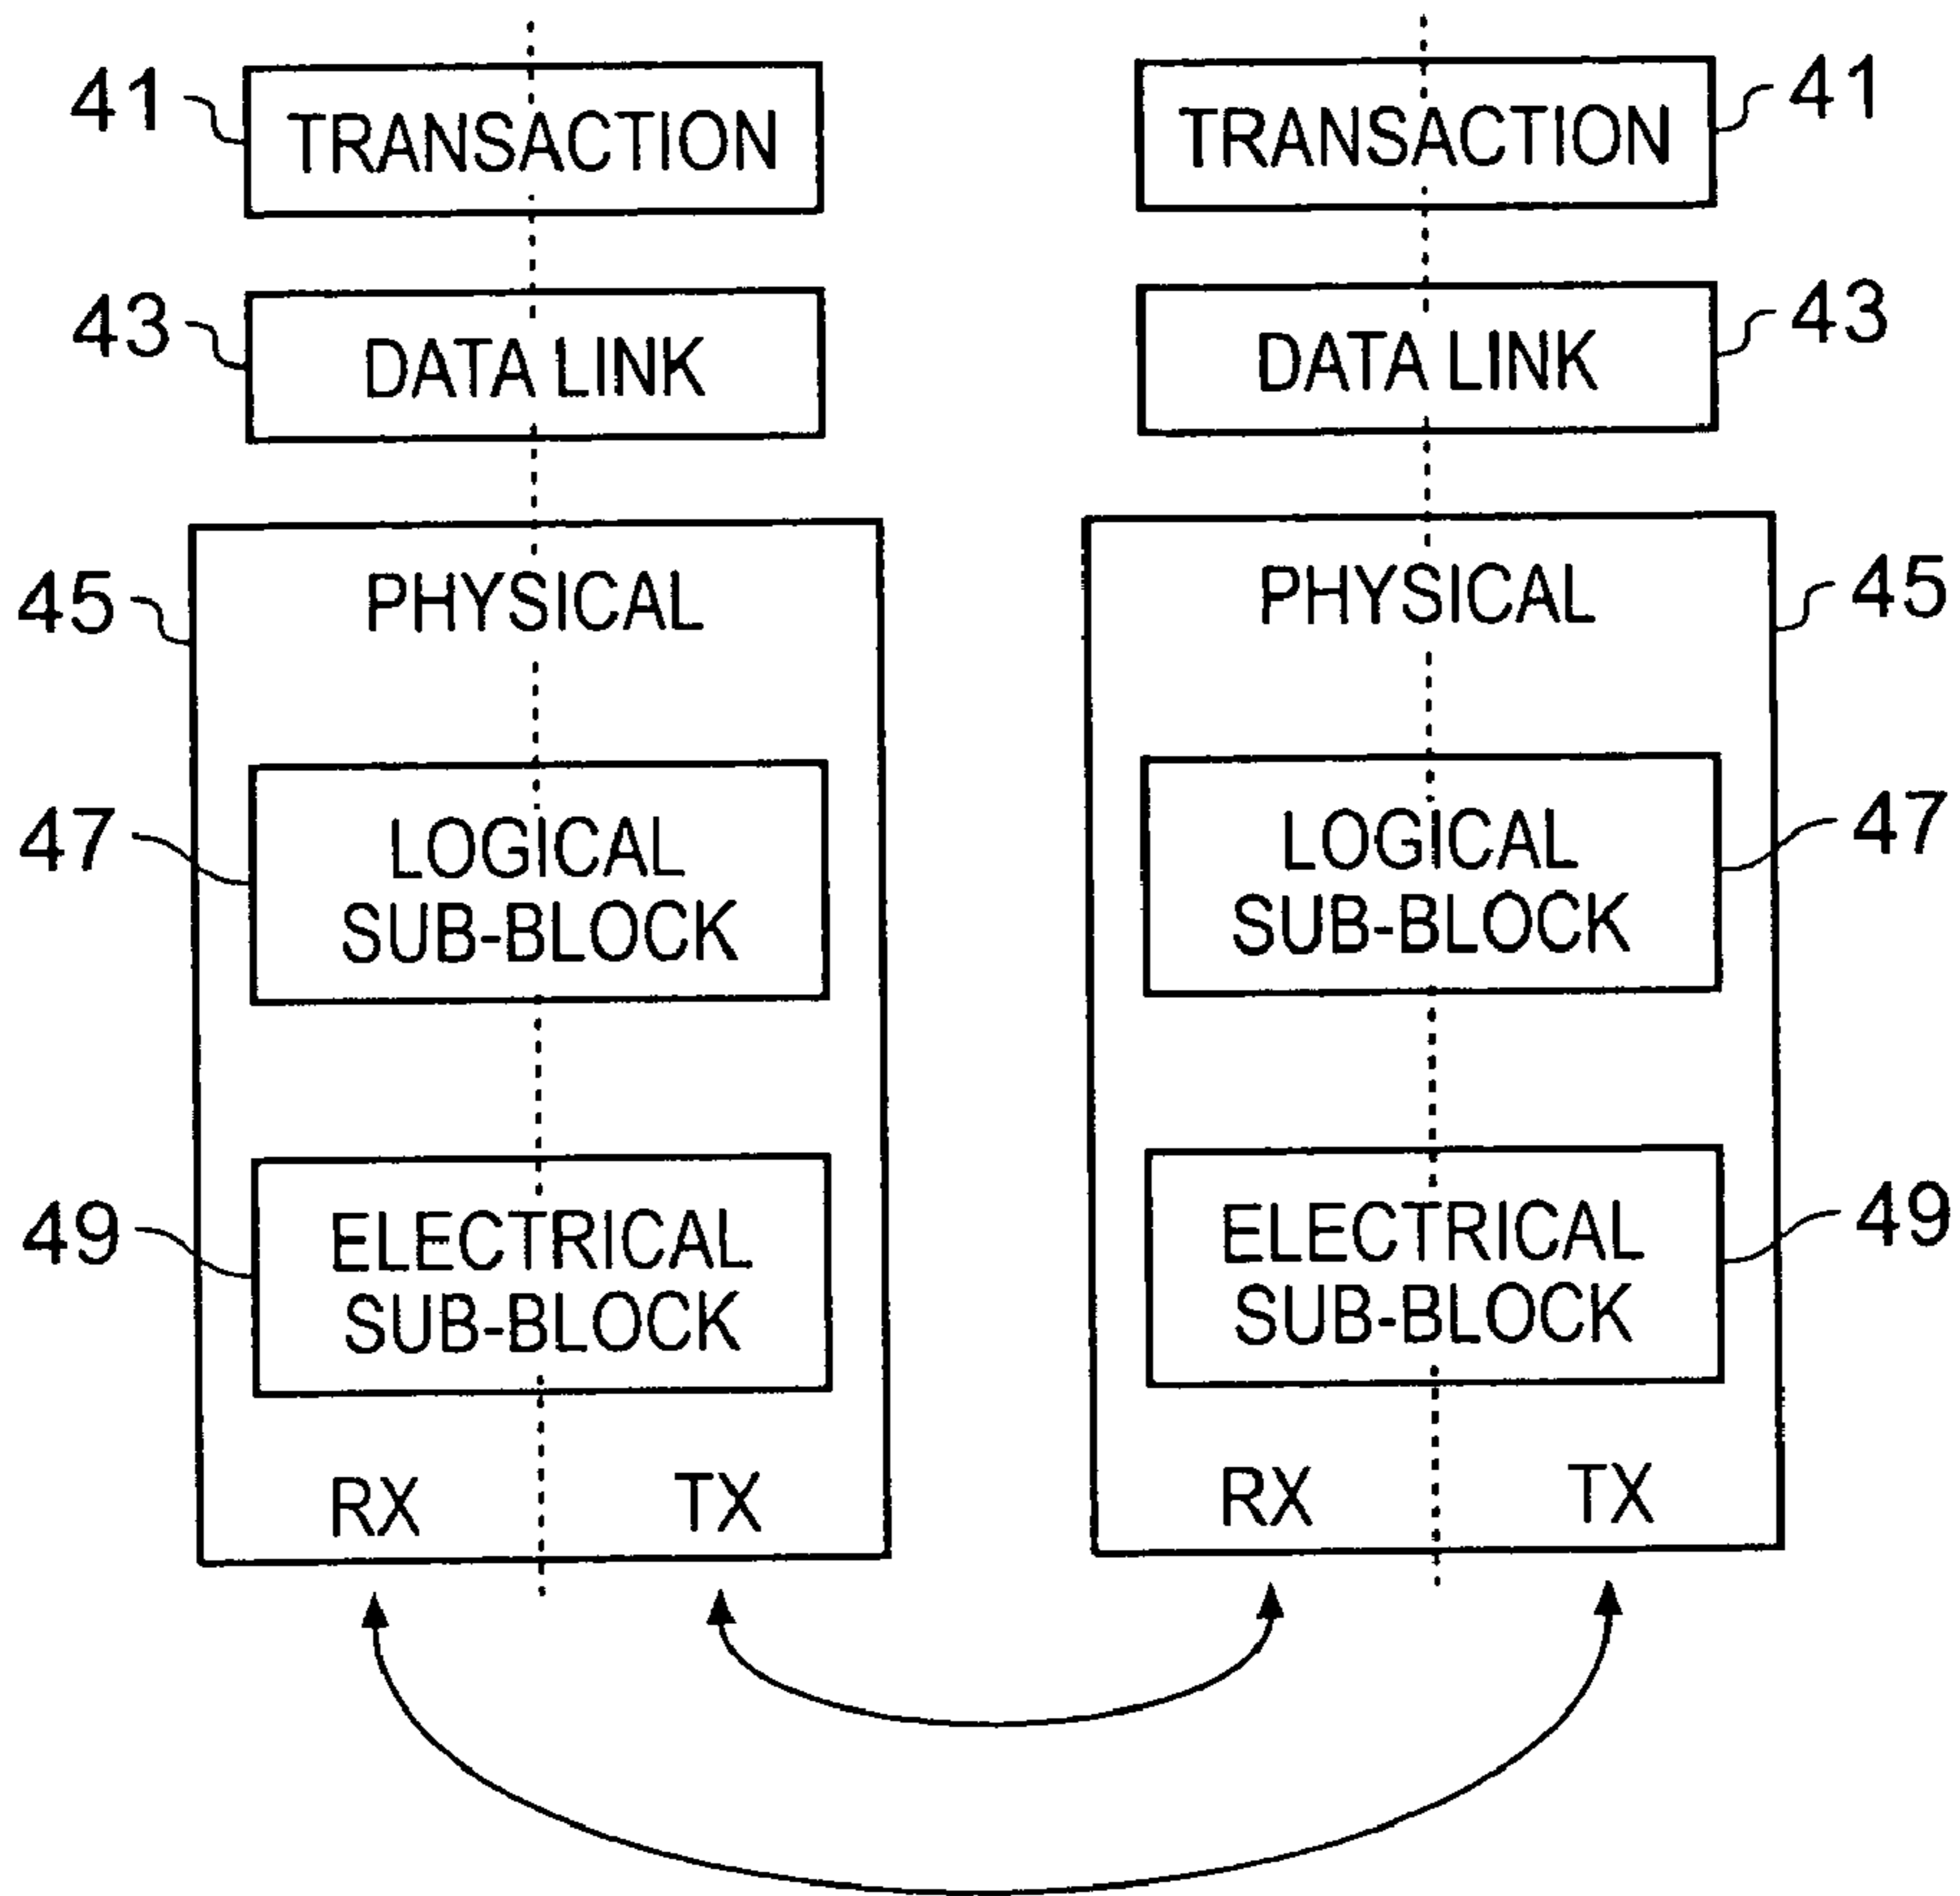 41 TRANSACTION
TRANSACTION 41
43 DATA LINK
DATA LINK 43
45 PHYSICAL
PHYSICAL 45
47 LOGICAL
SUB-BLOCK
LOGICAL 47
SUB-BLOCK
49 ELECTRICAL
SUB-BLOCK
ELECTRICAL 49
SUB-BLOCK
RX TX
RX TX